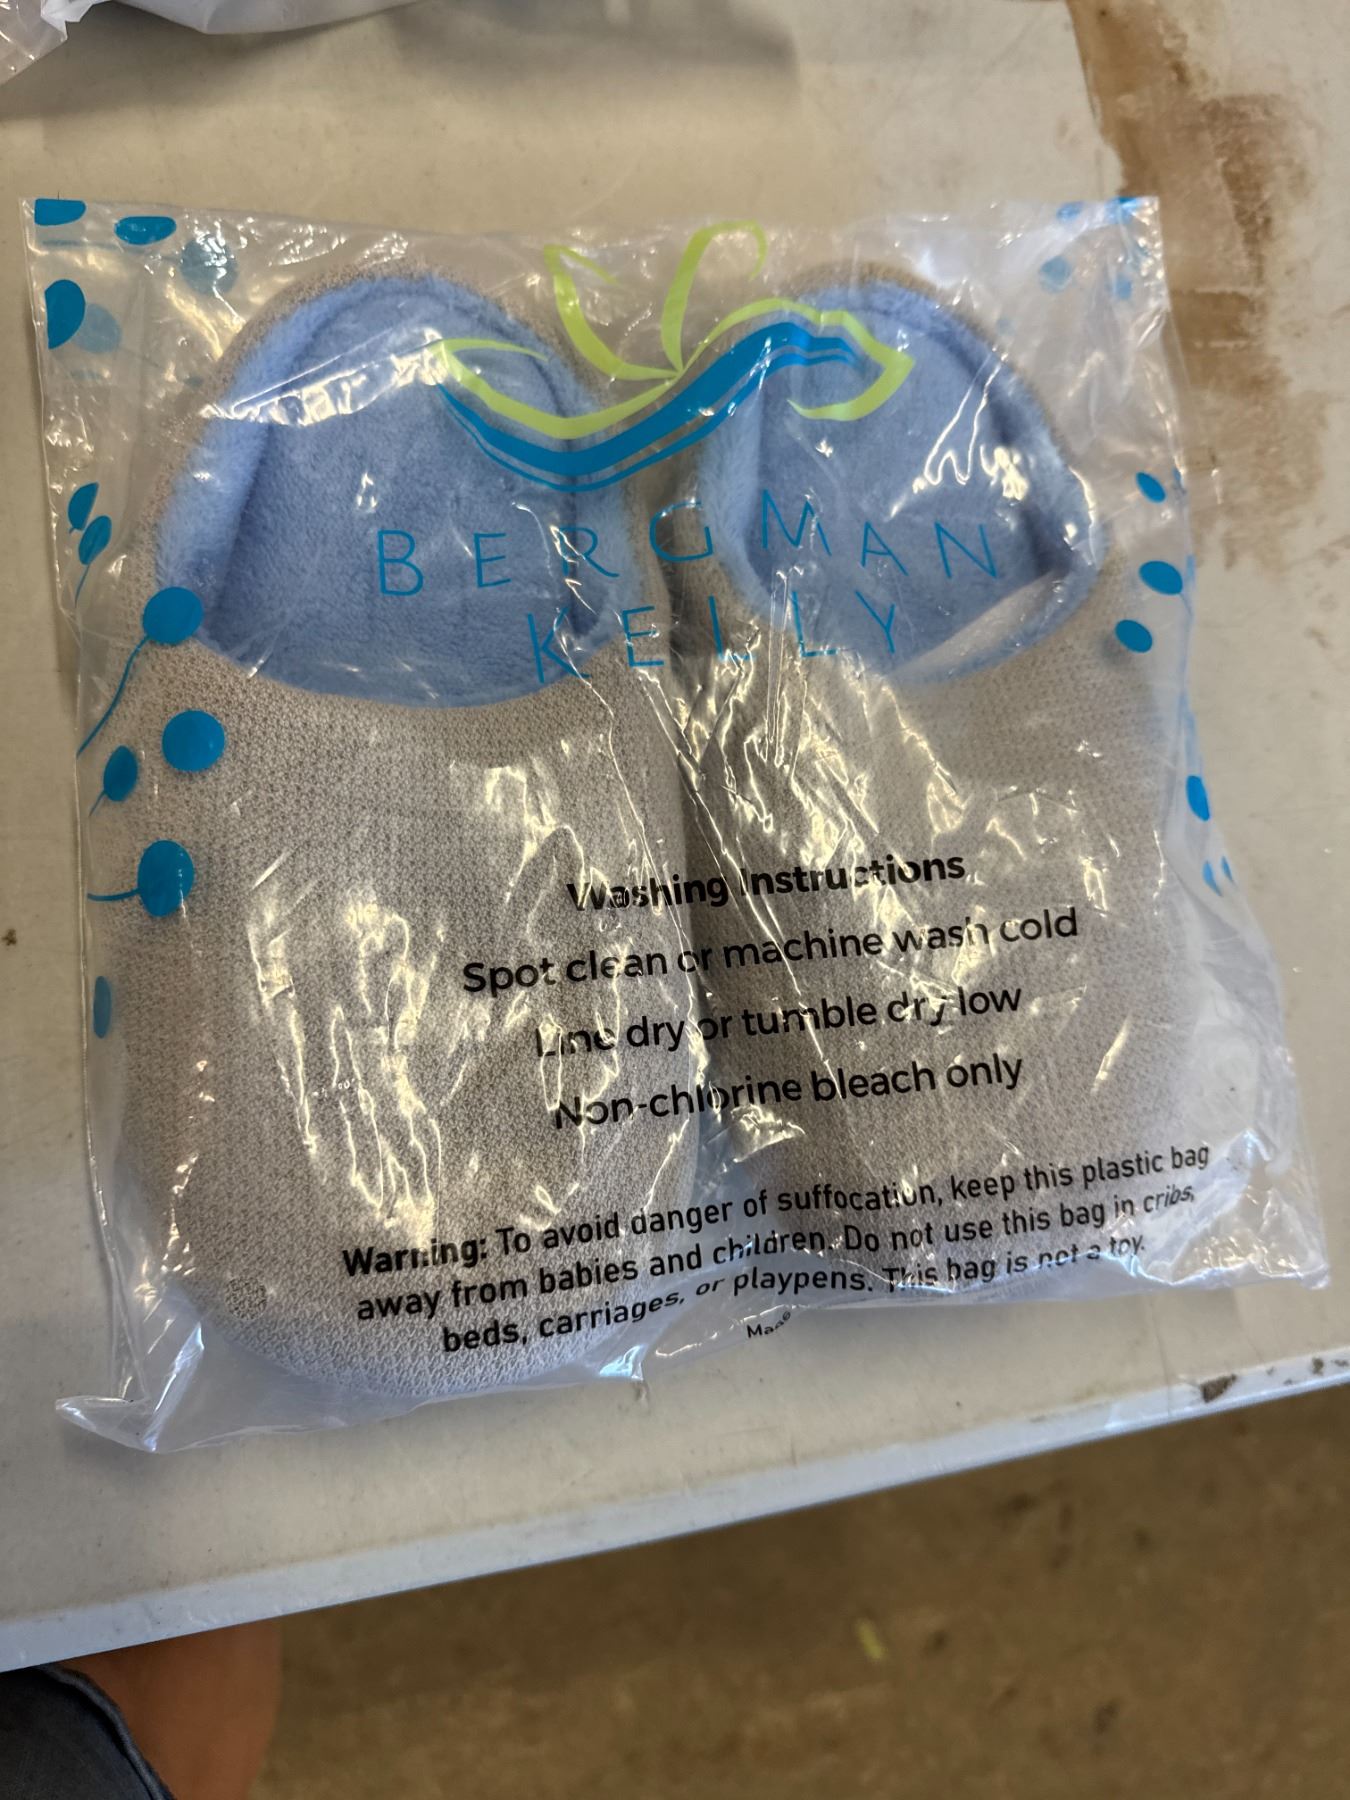 BERGMAN
KELLY
Washing Instructions
Spot clean or machine wash cold
Line dry or tumble dry low
Non-chlorine bleach only
Warning: To avoid danger of suffocation, keep this plastic bag
away from babies and children. Do not use this bag in cribs,
beds, carriages, or playpens. This bag is not a toy.